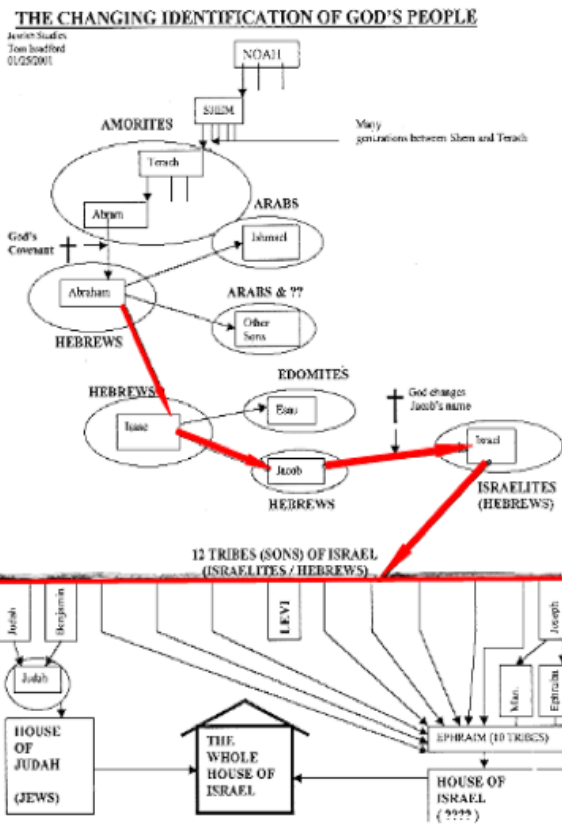 THE CHANGING IDENTIFICATION OF GOD'S PEOPLE
Jewish Studies
Tom Bradford
01/25/2001
NOAH
SHEM
AMORITES
Many
generations between Shem and Terach
Terach
Abram
ARABS
Ishmael
God's
Covenant
Abraham
ARABS & ??
Other
Sons
HEBREWS
EDOMITES
HEBREWS
Esau
God changes
Jacob's name
Isaac
Israel
Jacob
ISRAELITES
(HEBREWS)
HEBREWS
12 TRIBES (SONS) OF ISRAEL
(ISRAELITES / HEBREWS)
Judah
Benjamin
LEVI
Joseph
Man.
Ephraim
Judah
HOUSE
OF
JUDAH
(JEWS)
THE
WHOLE
HOUSE OF
ISRAEL
EPHRAIM (10 TRIBES)
HOUSE OF
ISRAEL
(????)